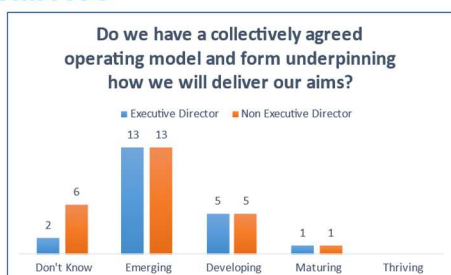 Do we have a collectively agreed
operating model and form underpinning
how we will deliver our aims?
Executive Director Non Executive Director
13 13
6
5 5
2
1 1
Don't Know Emerging Developing Maturing Thriving